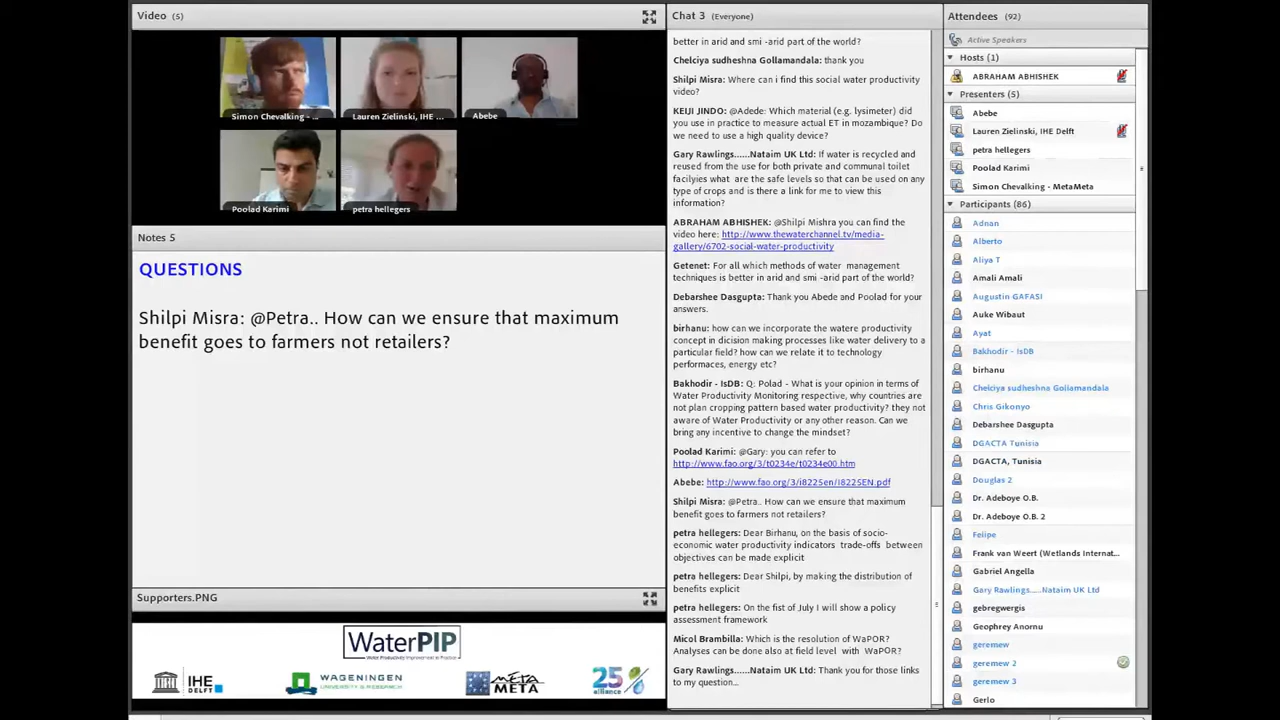 Video (5)
Simon Chevalking - ...
Lauren Zielinski, IHE ...
Abebe
Poolad Karimi
petra hellegers
Notes 5
QUESTIONS
Shilpi Misra: @Petra.. How can we ensure that maximum
benefit goes to farmers not retailers?
Supporters.PNG
WaterPIP
Water Productivity Improvement in Practice
IHE
DELFT
WAGENINGEN
UNIVERSITY & RESEARCH
META
META
25
alliance
Chat 3 (Everyone)
better in arid and smi -arid part of the world?
Chelciya sudheshna Gollamandala: thank you
Shilpi Misra: Where can i find this social water productivity
video?
KEIJI JINDO: @Adede: Which material (e.g. lysimeter) did
you use in practice to measure actual ET in mozambique? Do
we need to use a high quality device?
Gary Rawlings......Nataim UK Ltd: If water is recycled and
reused from the use for both private and communal toilet
facilyies what are the safe levels so that can be used on any
type of crops and is there a link for me to view this
information?
ABRAHAM ABHISHEK: @Shilpi Mishra you can find the
video here: http://www.thewaterchannel.tv/media-
gallery/6702-social-water-productivity
Getenet: For all which methods of water management
techniques is better in arid and smi -arid part of the world?
Debarshee Dasgupta: Thank you Abede and Poolad for your
answers.
birhanu: how can we incorporate the watere productivity
concept in dicision making processes like water delivery to a
particular field? how can we relate it to technology
performaces, energy etc?
Bakhodir - IsDB: Q: Polad - What is your opinion in terms of
Water Productivity Monitoring respective, why countries are
not plan cropping pattern based water productivity? they not
aware of Water Productivity or any other reason. Can we
bring any incentive to change the mindset?
Poolad Karimi: @Gary: you can refer to
http://www.fao.org/3/t0234e/t0234e00.htm
Abebe: http://www.fao.org/3/i8225en/I8225EN.pdf
Shilpi Misra: @Petra.. How can we ensure that maximum
benefit goes to farmers not retailers?
petra hellegers: Dear Birhanu, on the basis of socio-
economic water productivity indicators trade-offs between
objectives can be made explicit
petra hellegers: Dear Shilpi, by making the distribution of
benefits explicit
petra hellegers: On the fist of July I will show a policy
assessment framework
Micol Brambilla: Which is the resolution of WaPOR?
Analyses can be done also at field level with WaPOR?
Gary Rawlings......Nataim UK Ltd: Thank you for those links
to my question...
Attendees (92)
Active Speakers
Hosts (1)
ABRAHAM ABHISHEK
Presenters (5)
Abebe
Lauren Zielinski, IHE Delft
petra hellegers
Poolad Karimi
Simon Chevalking - MetaMeta
Participants (86)
Adnan
Alberto
Aliya T
Amali Amali
Augustin GAFASI
Auke Wibaut
Ayat
Bakhodir - IsDB
birhanu
Chelciya sudheshna Gollamandala
Chris Gikonyo
Debarshee Dasgupta
DGACTA Tunisia
DGACTA, Tunisia
Douglas 2
Dr. Adeboye O.B.
Dr. Adeboye O.B. 2
Felipe
Frank van Weert (Wetlands Internat...
Gabriel Angella
Gary Rawlings......Nataim UK Ltd
gebregwergis
Geophrey Anornu
geremew
geremew 2
geremew 3
Gerlo